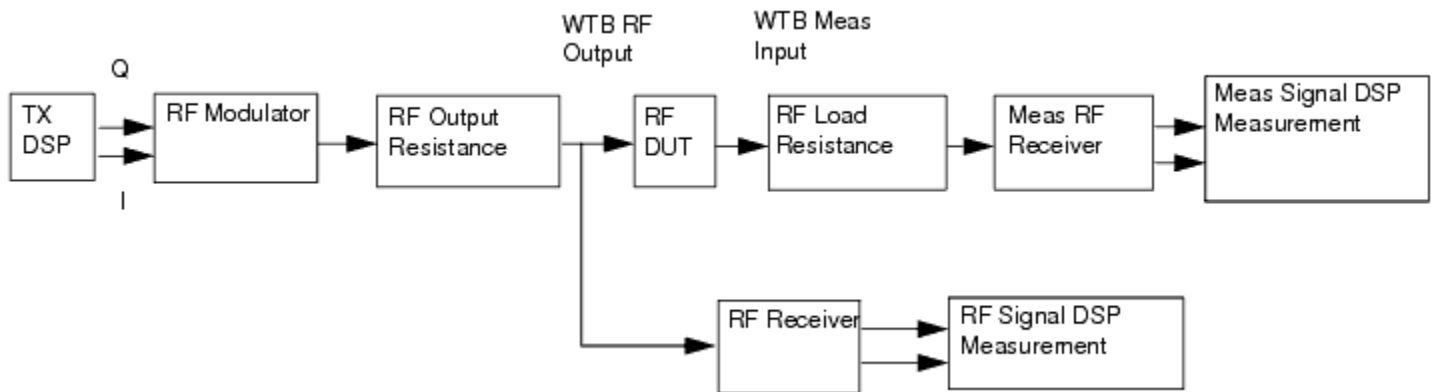 WTB RF
Output
WTB Meas
Input
Q
TX
DSP
I
RF Modulator
RF Output
Resistance
RF
DUT
RF Load
Resistance
Meas RF
Receiver
Meas Signal DSP
Measurement
RF Receiver
RF Signal DSP
Measurement